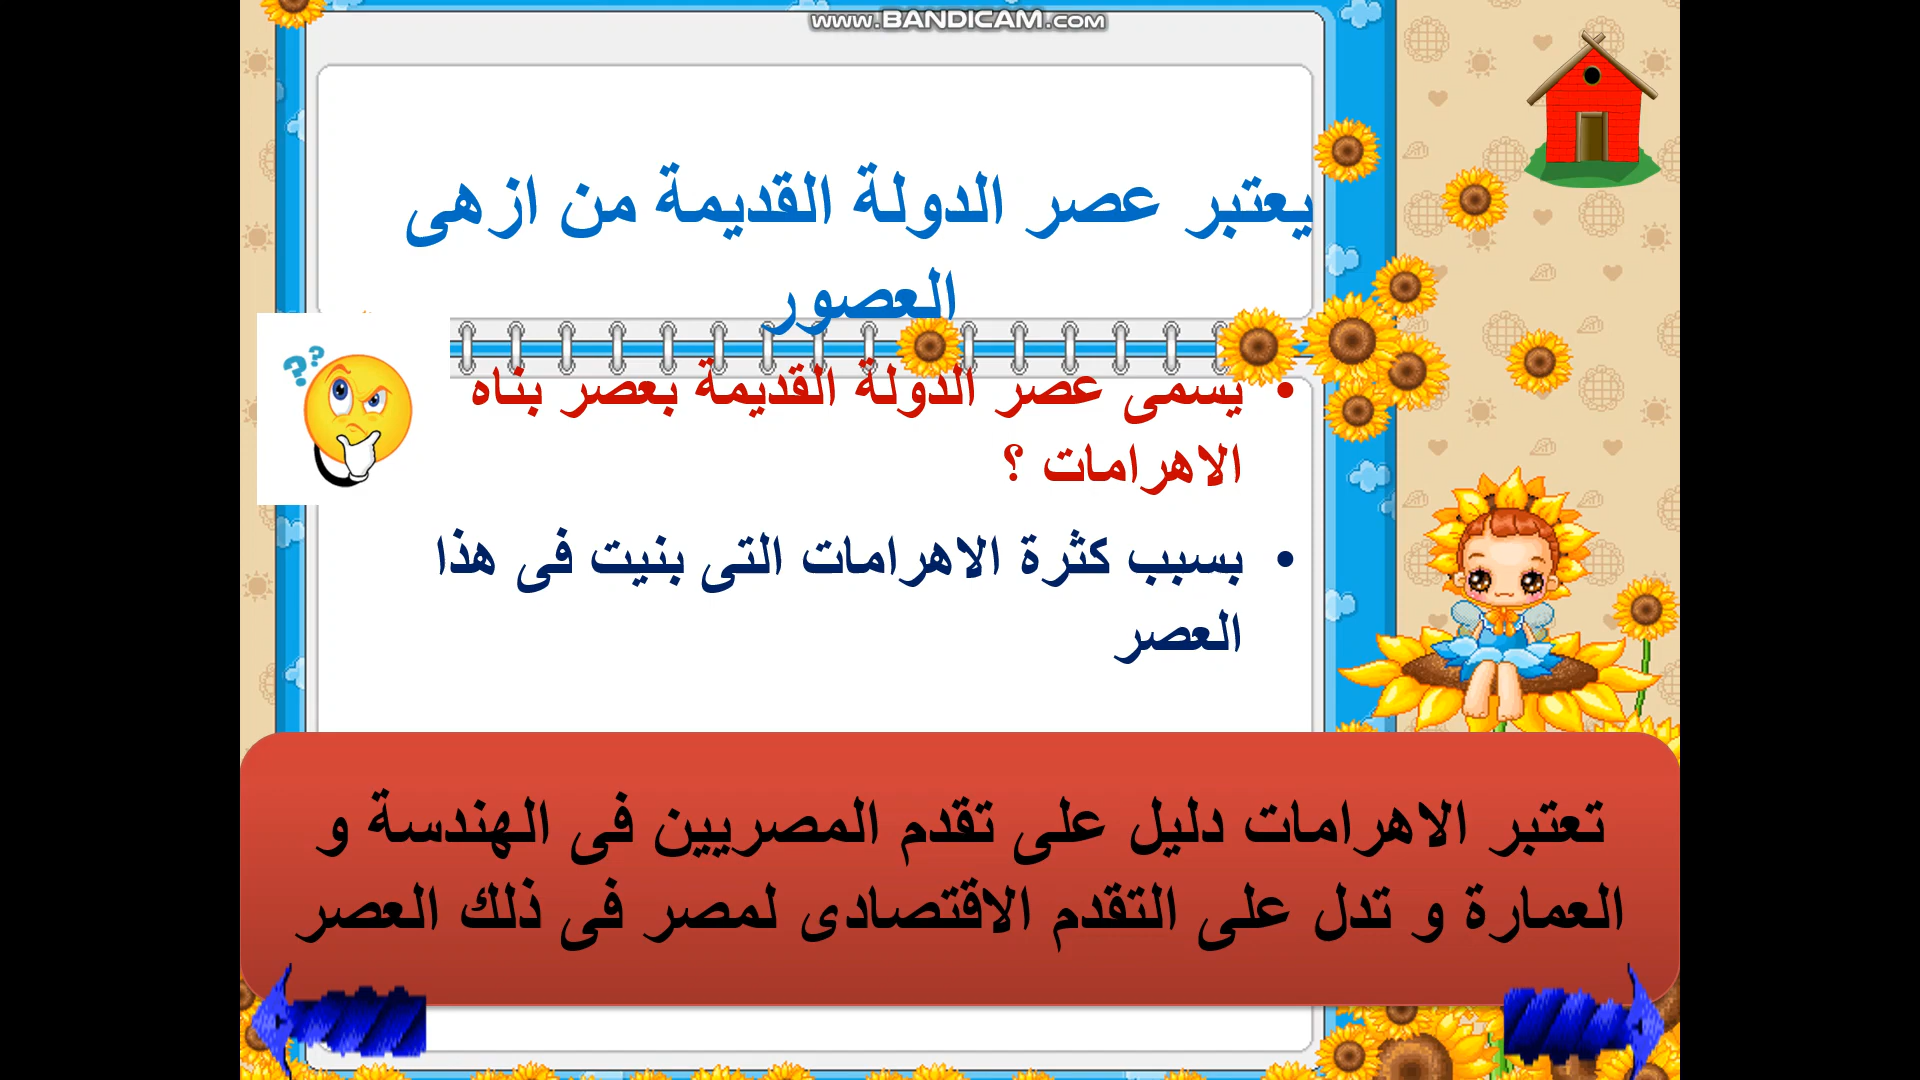 www.BANDICAM.com
يعتبر عصر الدولة القديمة من ازهى
العصور
?? 
• يسمى عصر الدولة القديمة بعصر بناه
الاهرامات ؟
• بسبب كثرة الاهرامات التى بنيت فى هذا
العصر
تعتبر الاهرامات دليل على تقدم المصريين فى الهندسة و
العمارة و تدل على التقدم الاقتصادى لمصر فى ذلك العصر